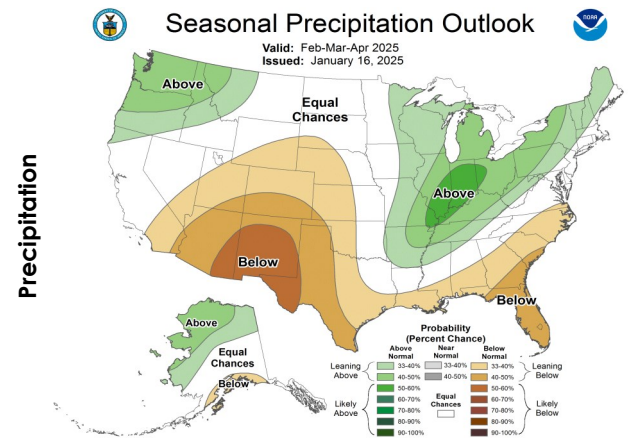 Seasonal Precipitation Outlook
NOAA
Valid: Feb-Mar-Apr 2025
Issued: January 16, 2025
Precipitation
Above
Equal
Chances
Above
Below
Below
Above
Equal
Chances
Below
Probability
(Percent Chance)
Above
Normal
Near
Normal
Below
Normal
Leaning
Above
33-40%
40-50%
33-40%
40-50%
33-40%
40-50%
Leaning
Below
Likely
Above
50-60%
60-70%
70-80%
80-90%
90-100%
Equal
Chances
50-60%
60-70%
70-80%
80-90%
90-100%
Likely
Below